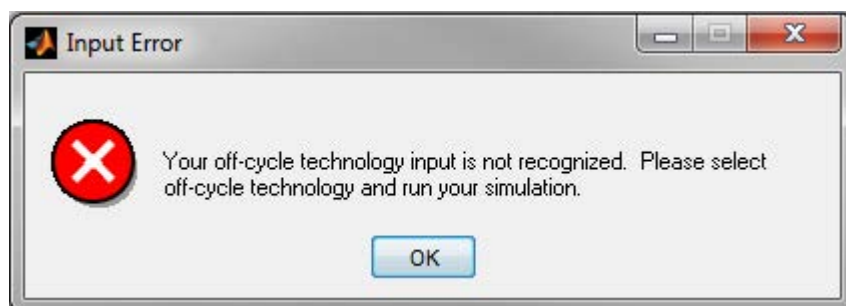 Input Error
Your off-cycle technology input is not recognized.  Please select
off-cycle technology and run your simulation.
OK